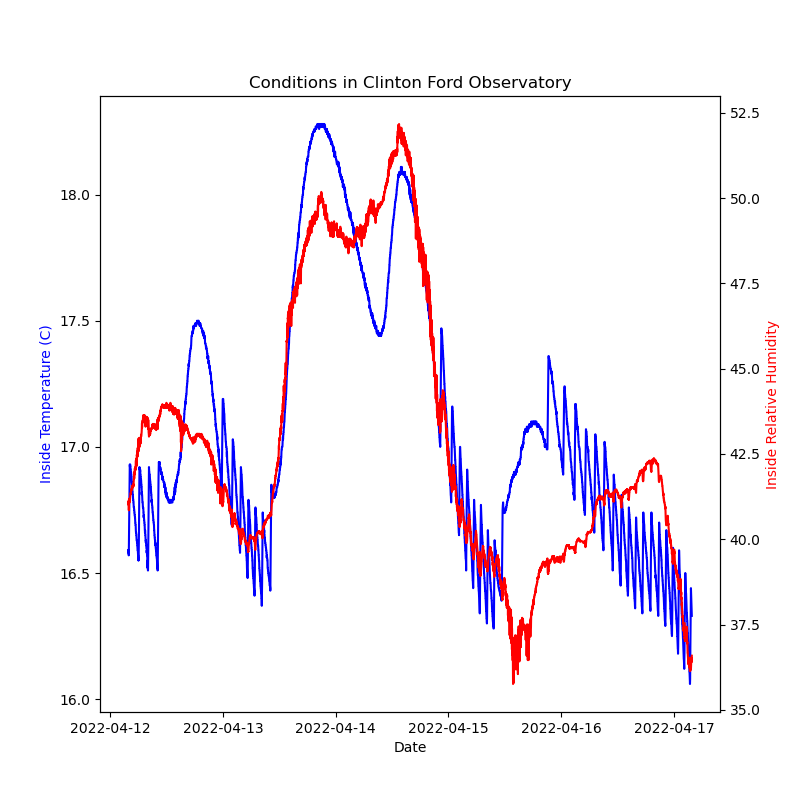 Conditions in Clinton Ford Observatory
18.0
17.5
17.0
16.5
16.0
Inside Temperature (C)
52.5
50.0
47.5
45.0
42.5
40.0
37.5
35.0
Inside Relative Humidity
2022-04-12 2022-04-13 2022-04-14 2022-04-15 2022-04-16 2022-04-17
Date